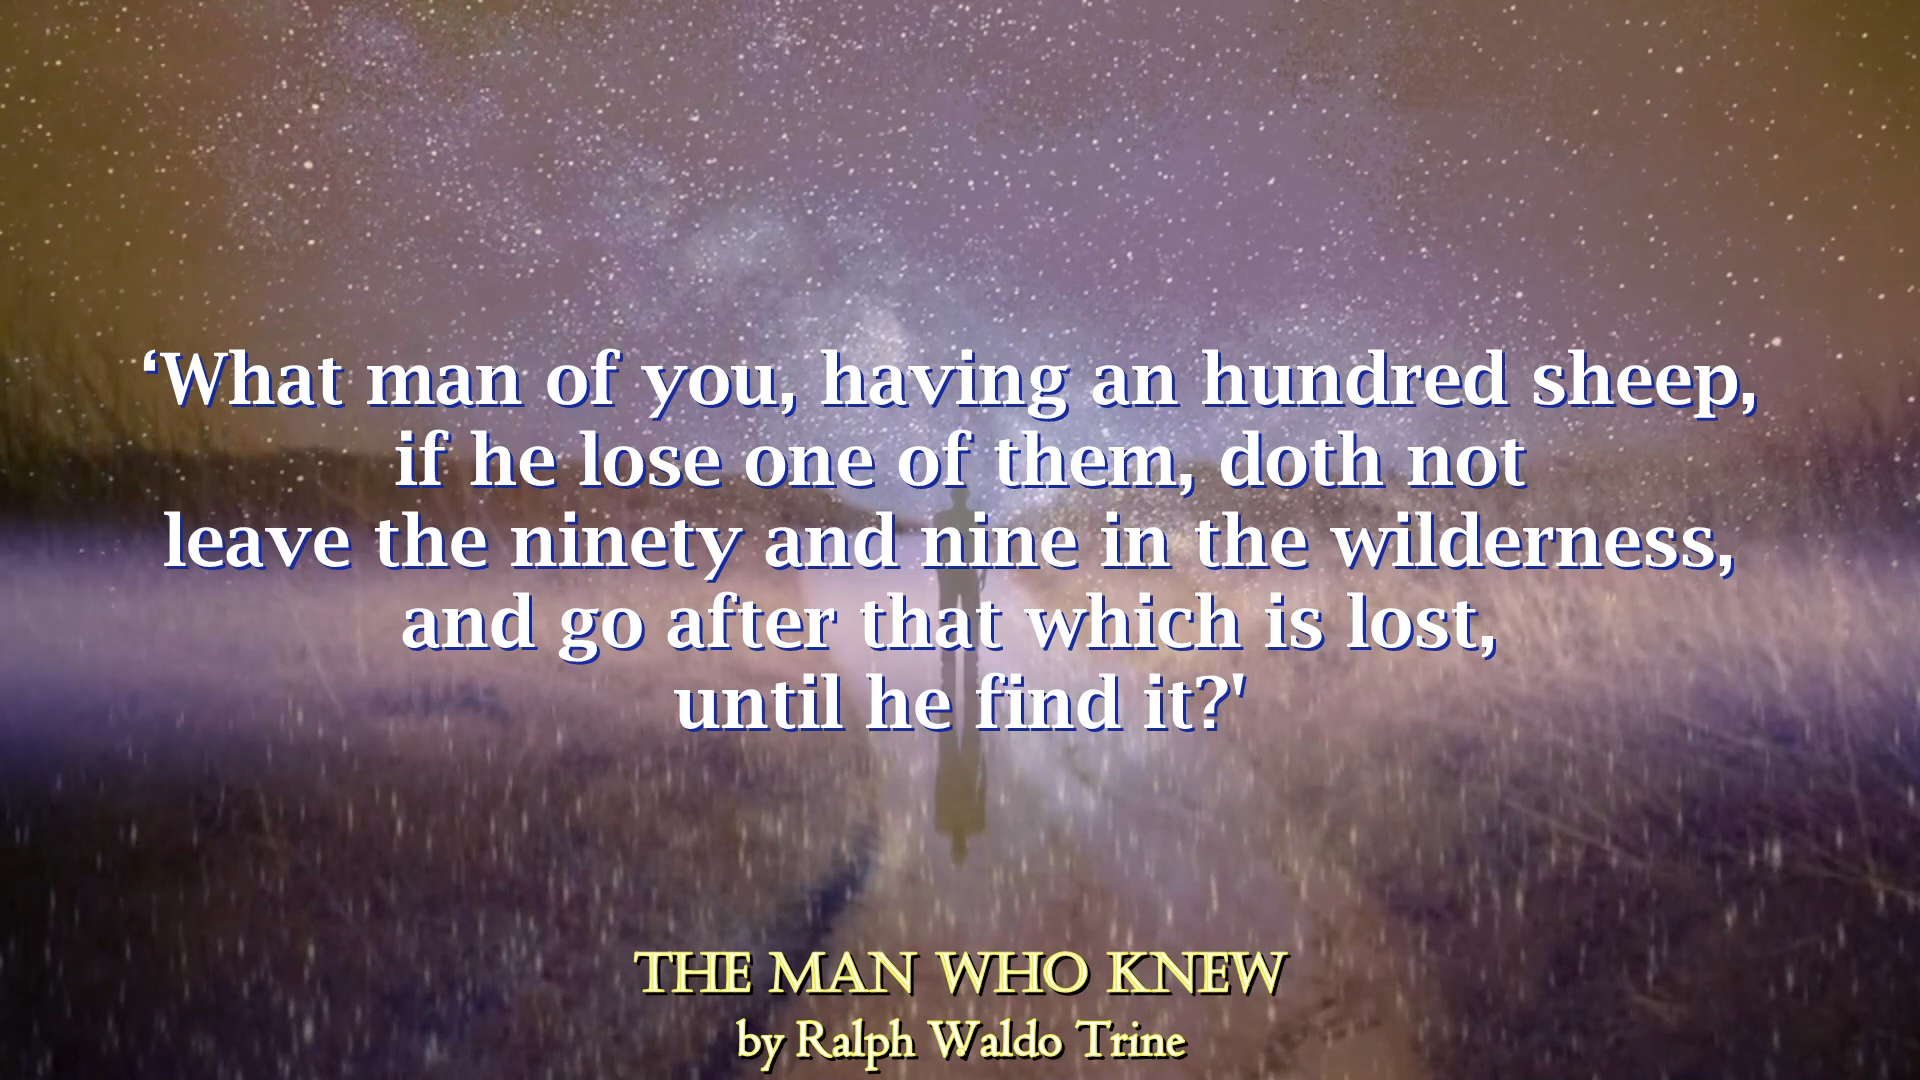 ‘What man of you, having an hundred sheep,
if he lose one of them, doth not
leave the ninety and nine in the wilderness,
and go after that which is lost,
until he find it?'
THE MAN WHO KNEW
by Ralph Waldo Trine